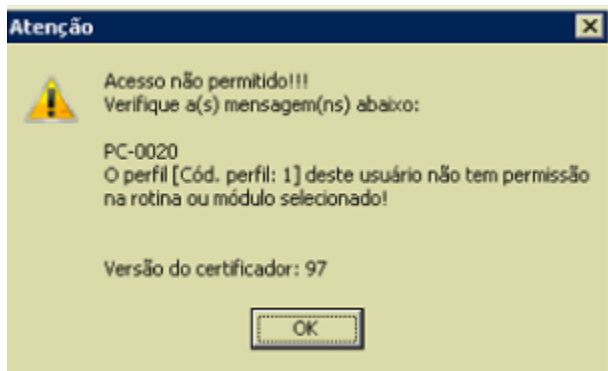 Atenção
Acesso não permitido!!!
Verifique a(s) mensagem(ns) abaixo:
PC-0020
O perfil [Cód. perfil: 1] deste usuário não tem permissão
na rotina ou módulo selecionado!
Versão do certificador: 97
OK